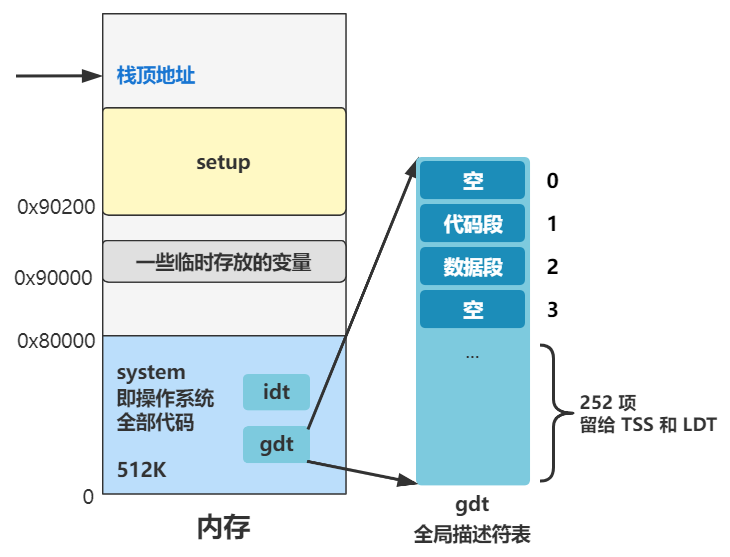 栈顶地址
setup
0x90200
一些临时存放的变量
0x90000
0x80000
system
即操作系统
全部代码
512K
idt
gdt
0
内存
空 0
代码段 1
数据段 2
空 3
...
252 项
留给 TSS 和 LDT
gdt
全局描述符表